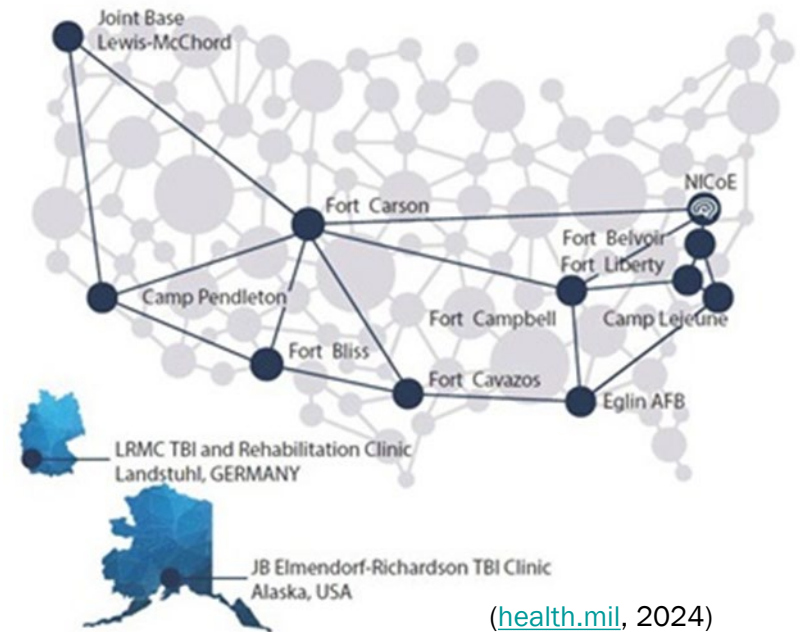 Joint Base
Lewis-McChord
NICoE
Fort Carson
Fort Belvoir
Fort Liberty
Camp Pendleton
Fort Campbell
Camp Lejeune
Fort Bliss
Fort Cavazos
Eglin AFB
LRMC TBI and Rehabilitation Clinic
Landstuhl, GERMANY
JB Elmendorf-Richardson TBI Clinic
Alaska, USA
(health.mil, 2024)